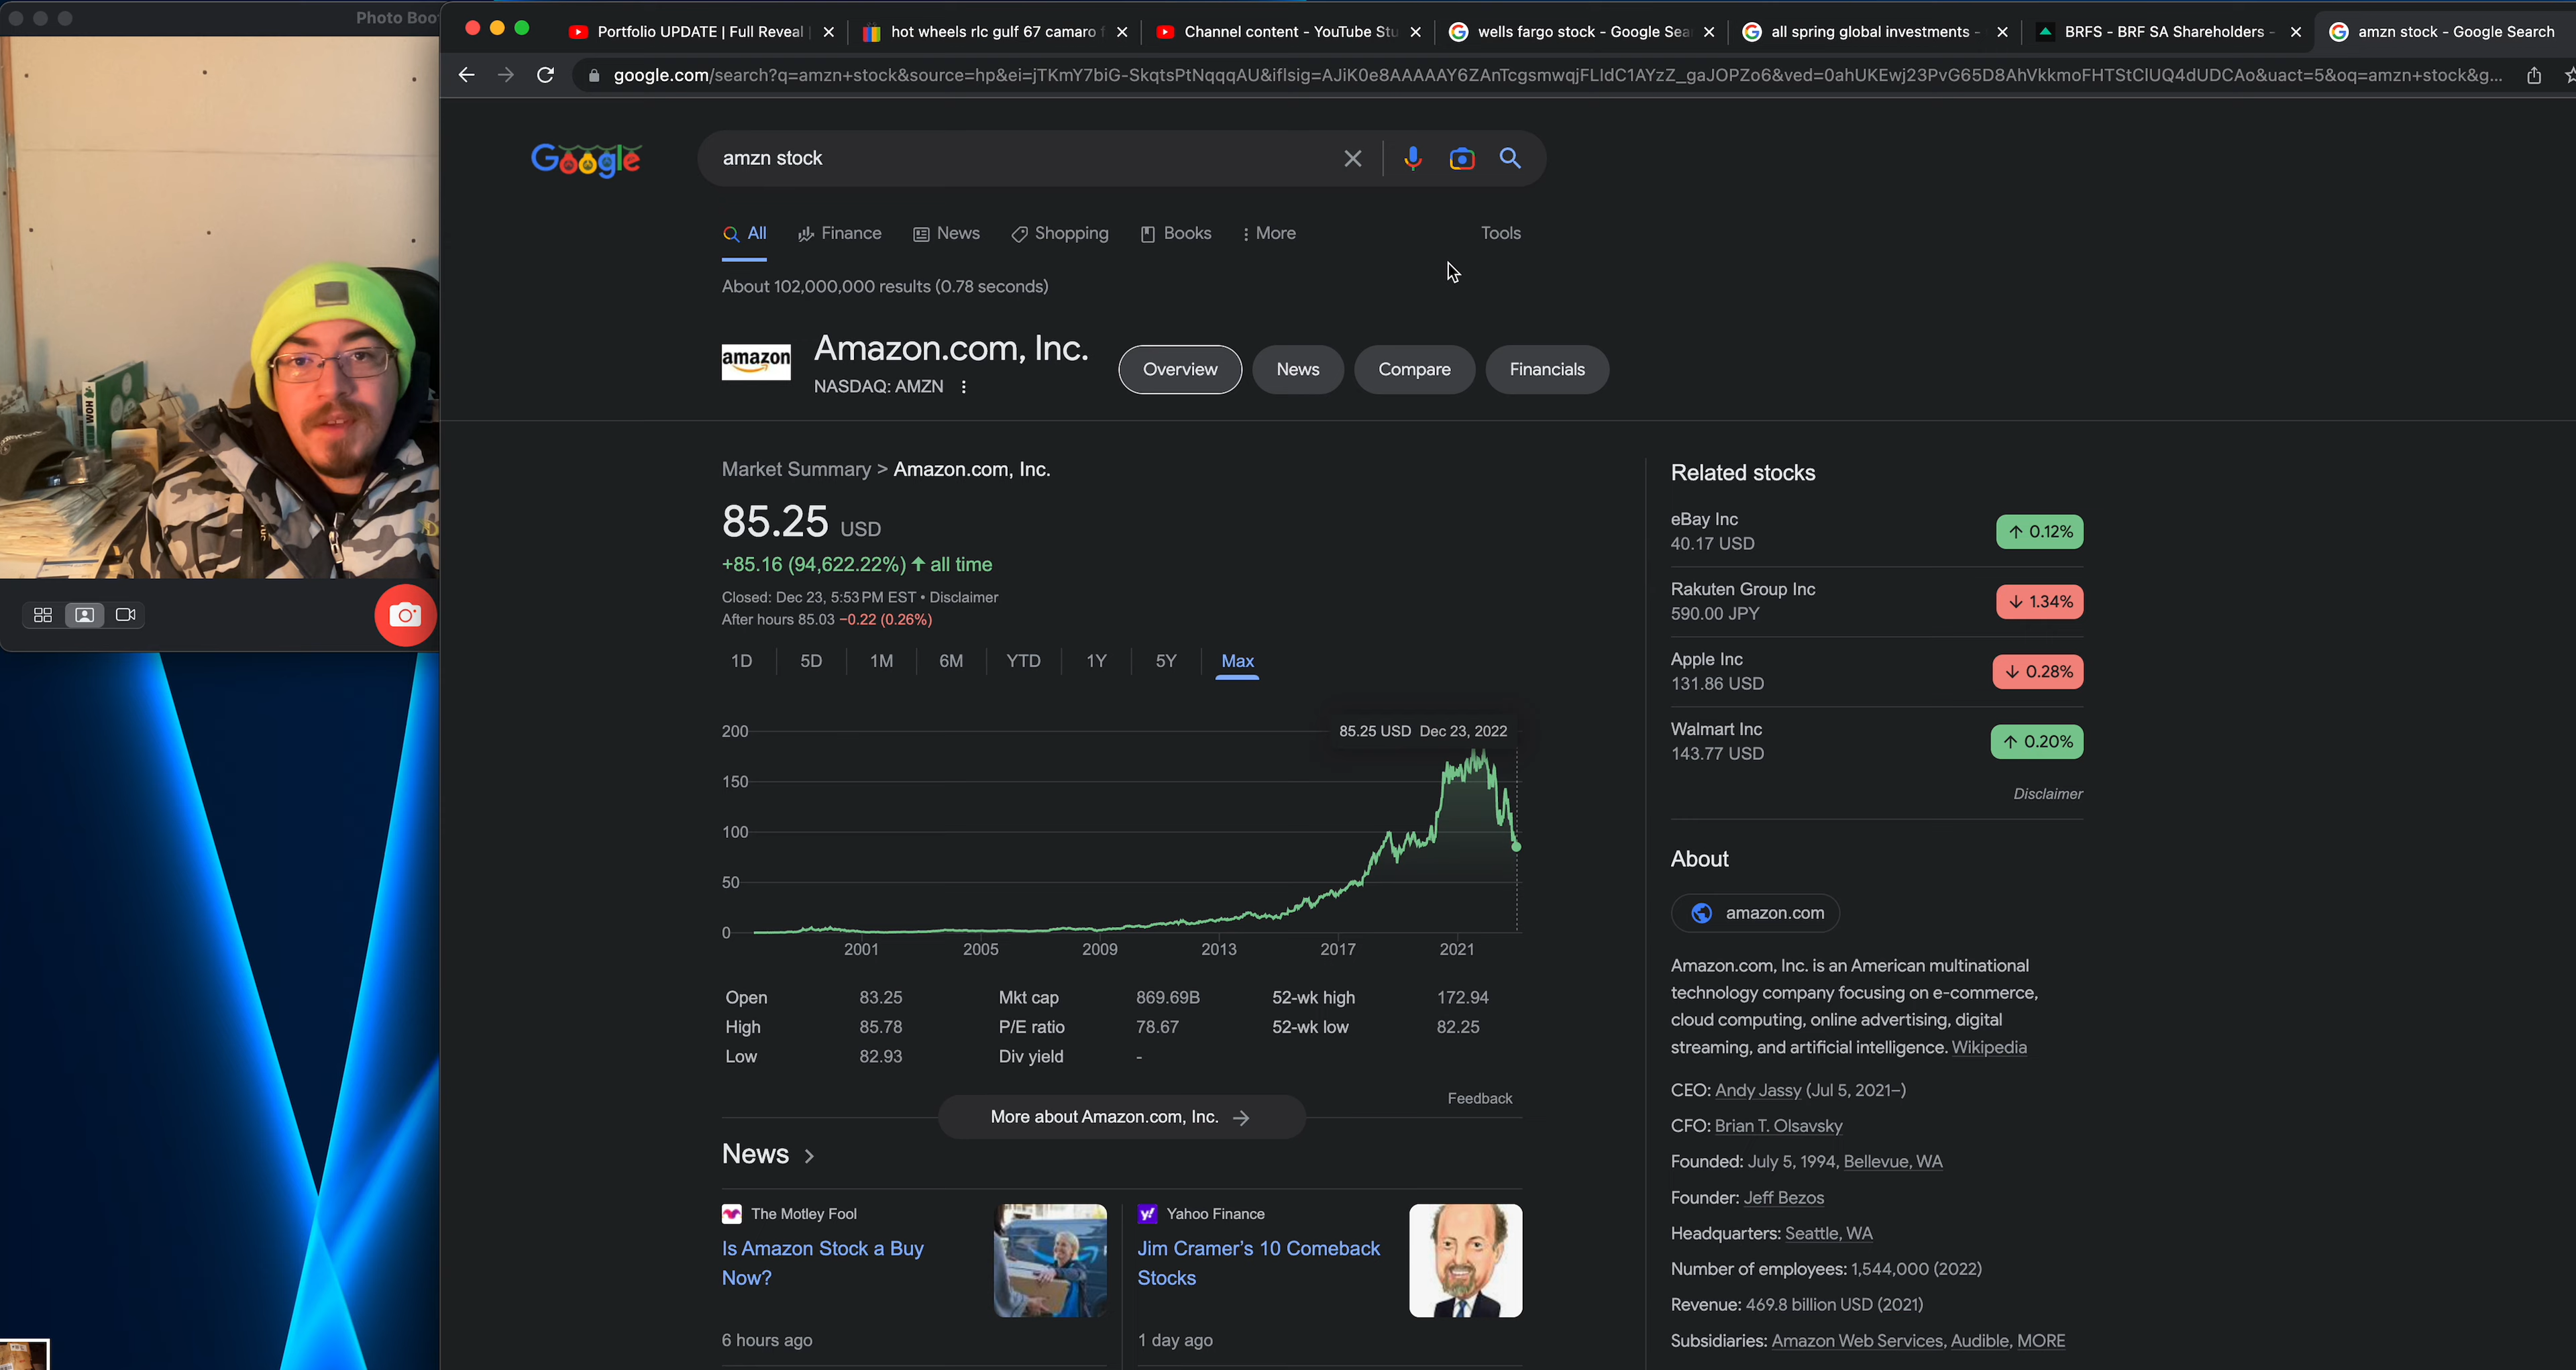 Photo Boo
Portfolio UPDATE | Full Reveal
hot wheels rlc gulf 67 camaro f
Channel content - YouTube Stu
wells fargo stock - Google Sea
all spring global investments -
BRFS - BRF SA Shareholders -
amzn stock - Google Search
google.com/search?q=amzn+stock&source=hp&ei=jTKmY7biG-SkqtsPtNqqqAU&iflsig=AJiK0e8AAAAAY6ZAnTcgsmwqjFLIdC1AYzZ_gaJOPZo6&ved=0ahUKEwj23PvG65D8AhVkkmoFHTStClUQ4dUDCAo&uact=5&oq=amzn+stock&g...
Google
amzn stock
All
Finance
News
Shopping
Books
More
Tools
About 102,000,000 results (0.78 seconds)
amazon
Amazon.com, Inc.
NASDAQ: AMZN
Overview
News
Compare
Financials
Market Summary > Amazon.com, Inc.
85.25 USD
+85.16 (94,622.22%) ↑ all time
Closed: Dec 23, 5:53 PM EST • Disclaimer
After hours 85.03 −0.22 (0.26%)
1D
5D
1M
6M
YTD
1Y
5Y
Max
85.25 USD Dec 23, 2022
200
150
100
50
0
2001
2005
2009
2013
2017
2021
Open 83.25
High 85.78
Low 82.93
Mkt cap 869.69B
P/E ratio 78.67
Div yield -
52-wk high 172.94
52-wk low 82.25
Feedback
More about Amazon.com, Inc. →
News >
The Motley Fool
Is Amazon Stock a Buy
Now?
6 hours ago
y!
Yahoo Finance
Jim Cramer's 10 Comeback
Stocks
1 day ago
Related stocks
eBay Inc
40.17 USD
↑ 0.12%
Rakuten Group Inc
590.00 JPY
↓ 1.34%
Apple Inc
131.86 USD
↓ 0.28%
Walmart Inc
143.77 USD
↑ 0.20%
Disclaimer
About
amazon.com
Amazon.com, Inc. is an American multinational
technology company focusing on e-commerce,
cloud computing, online advertising, digital
streaming, and artificial intelligence. Wikipedia
CEO: Andy Jassy (Jul 5, 2021–)
CFO: Brian T. Olsavsky
Founded: July 5, 1994, Bellevue, WA
Founder: Jeff Bezos
Headquarters: Seattle, WA
Number of employees: 1,544,000 (2022)
Revenue: 469.8 billion USD (2021)
Subsidiaries: Amazon Web Services, Audible, MORE